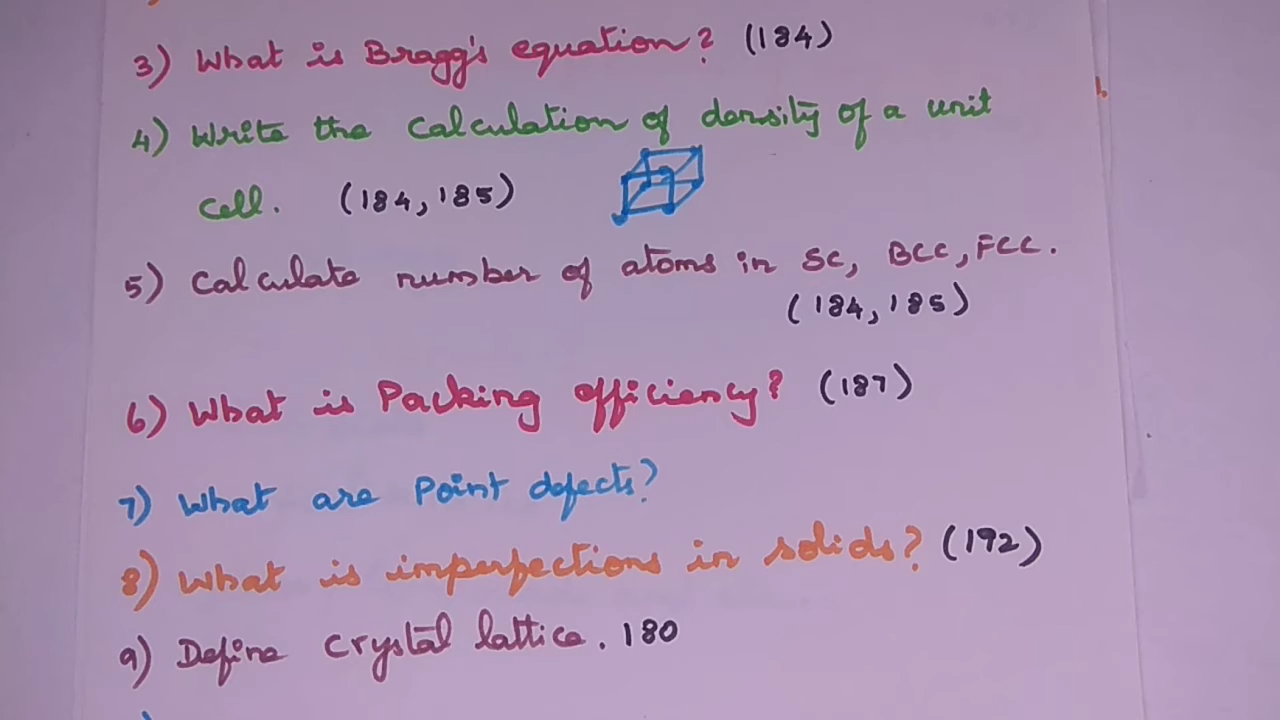 3) What is Bragg's equation? (184)
4) Write the Calculation of density of a unit
cell. (184,185)
5) Calculate number of atoms in SC, BCC, FCC.
(184,185)
6) What is Packing efficiency? (187)
7) What are Point defects?
8) What is imperfections in solids? (192)
9) Define Crystal lattice. 180